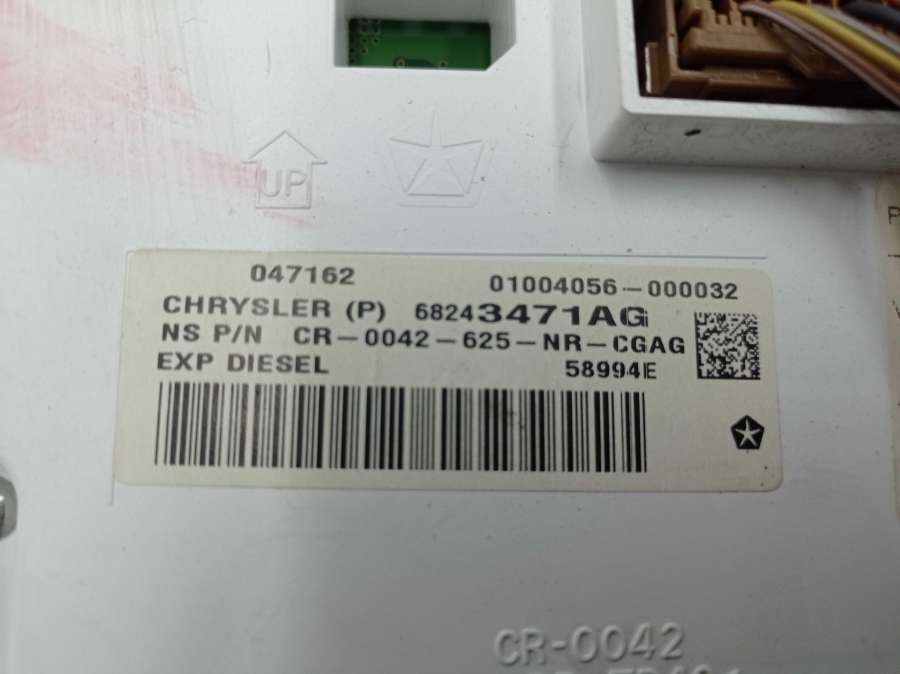 UP
047162 01004056-000032
CHRYSLER (P) 68243471AG
NS P/N CR-0042-625-NR-CGAG
EXP DIESEL 58994E
CR-0042